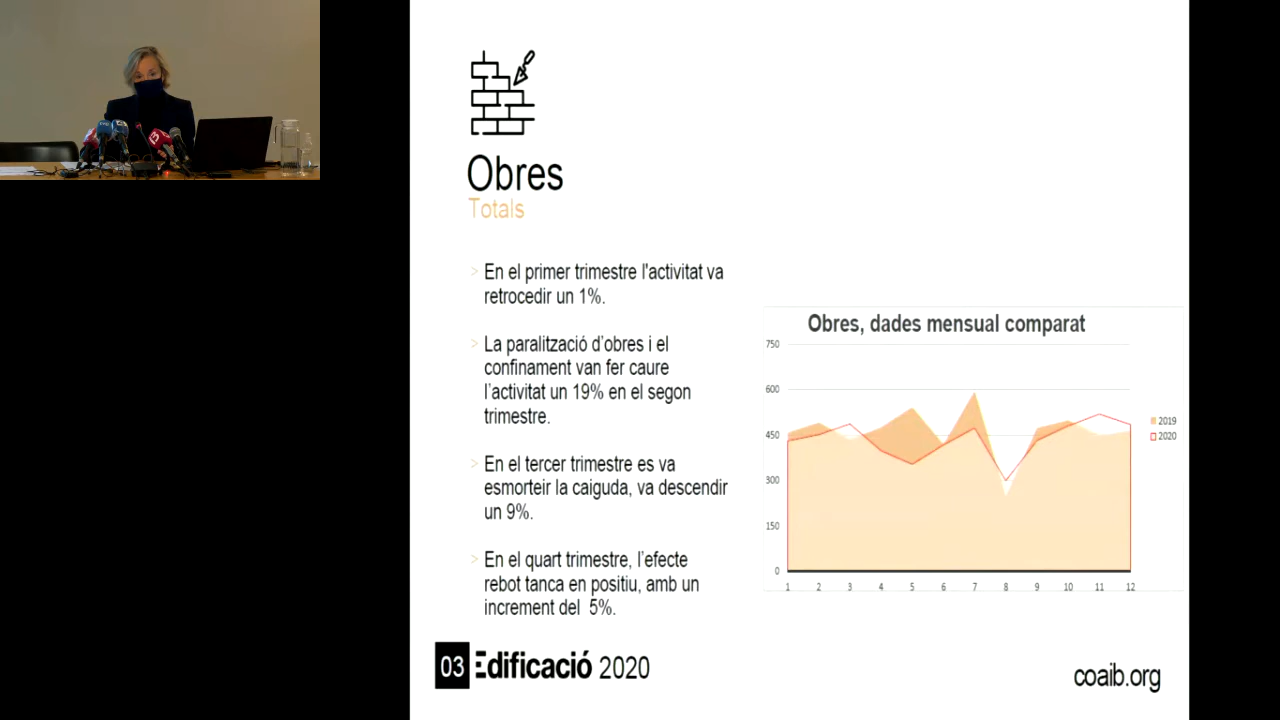 Obres
Totals
> En el primer trimestre l'activitat va
retrocedir un 1%.
> La paralització d'obres i el
confinament van fer caure
l'activitat un 19% en el segon
trimestre.
> En el tercer trimestre es va
esmorteir la caiguda, va descendir
un 9%.
> En el quart trimestre, l'efecte
rebot tanca en positiu, amb un
increment del 5%.
Obres, dades mensual comparat
750
600
450
300
150
0
1 2 3 4 5 6 7 8 9 10 11 12
2019
2020
03 Edificació 2020
coaib.org